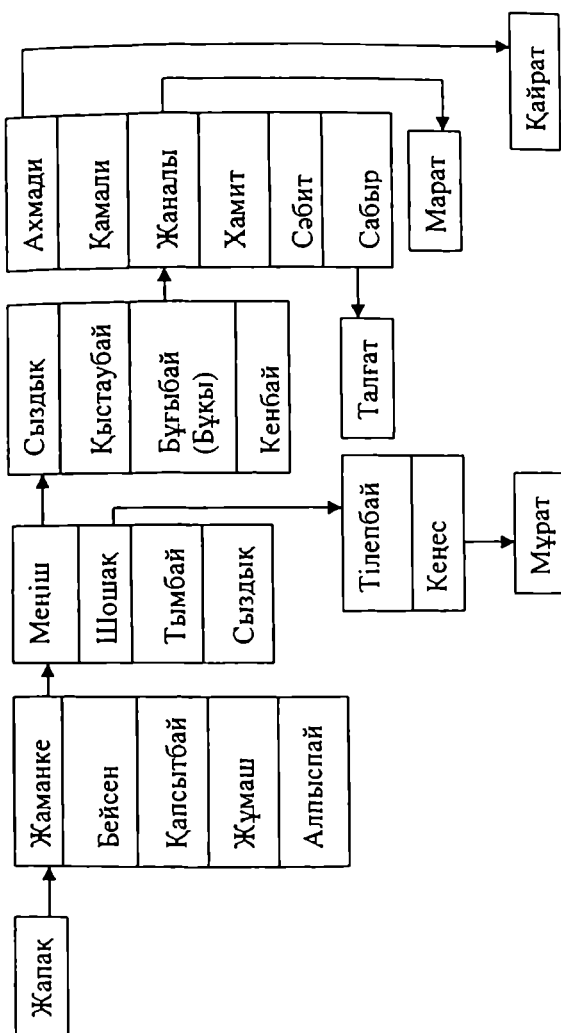 Жапақ
Жаманке
Бейсен
Қапсытбай
Жұмаш
Алпыспай
Меңіш
Шошақ
Тымбай
Сыздық
Сыздық
Қыстаубай
Бұғыбай
(Бұқы)
Кенбай
Тілепбай
Кеңес
Мұрат
Ахмади
Қамали
Жаналы
Хамит
Сәбит
Сабыр
Талғат
Марат
Қайрат